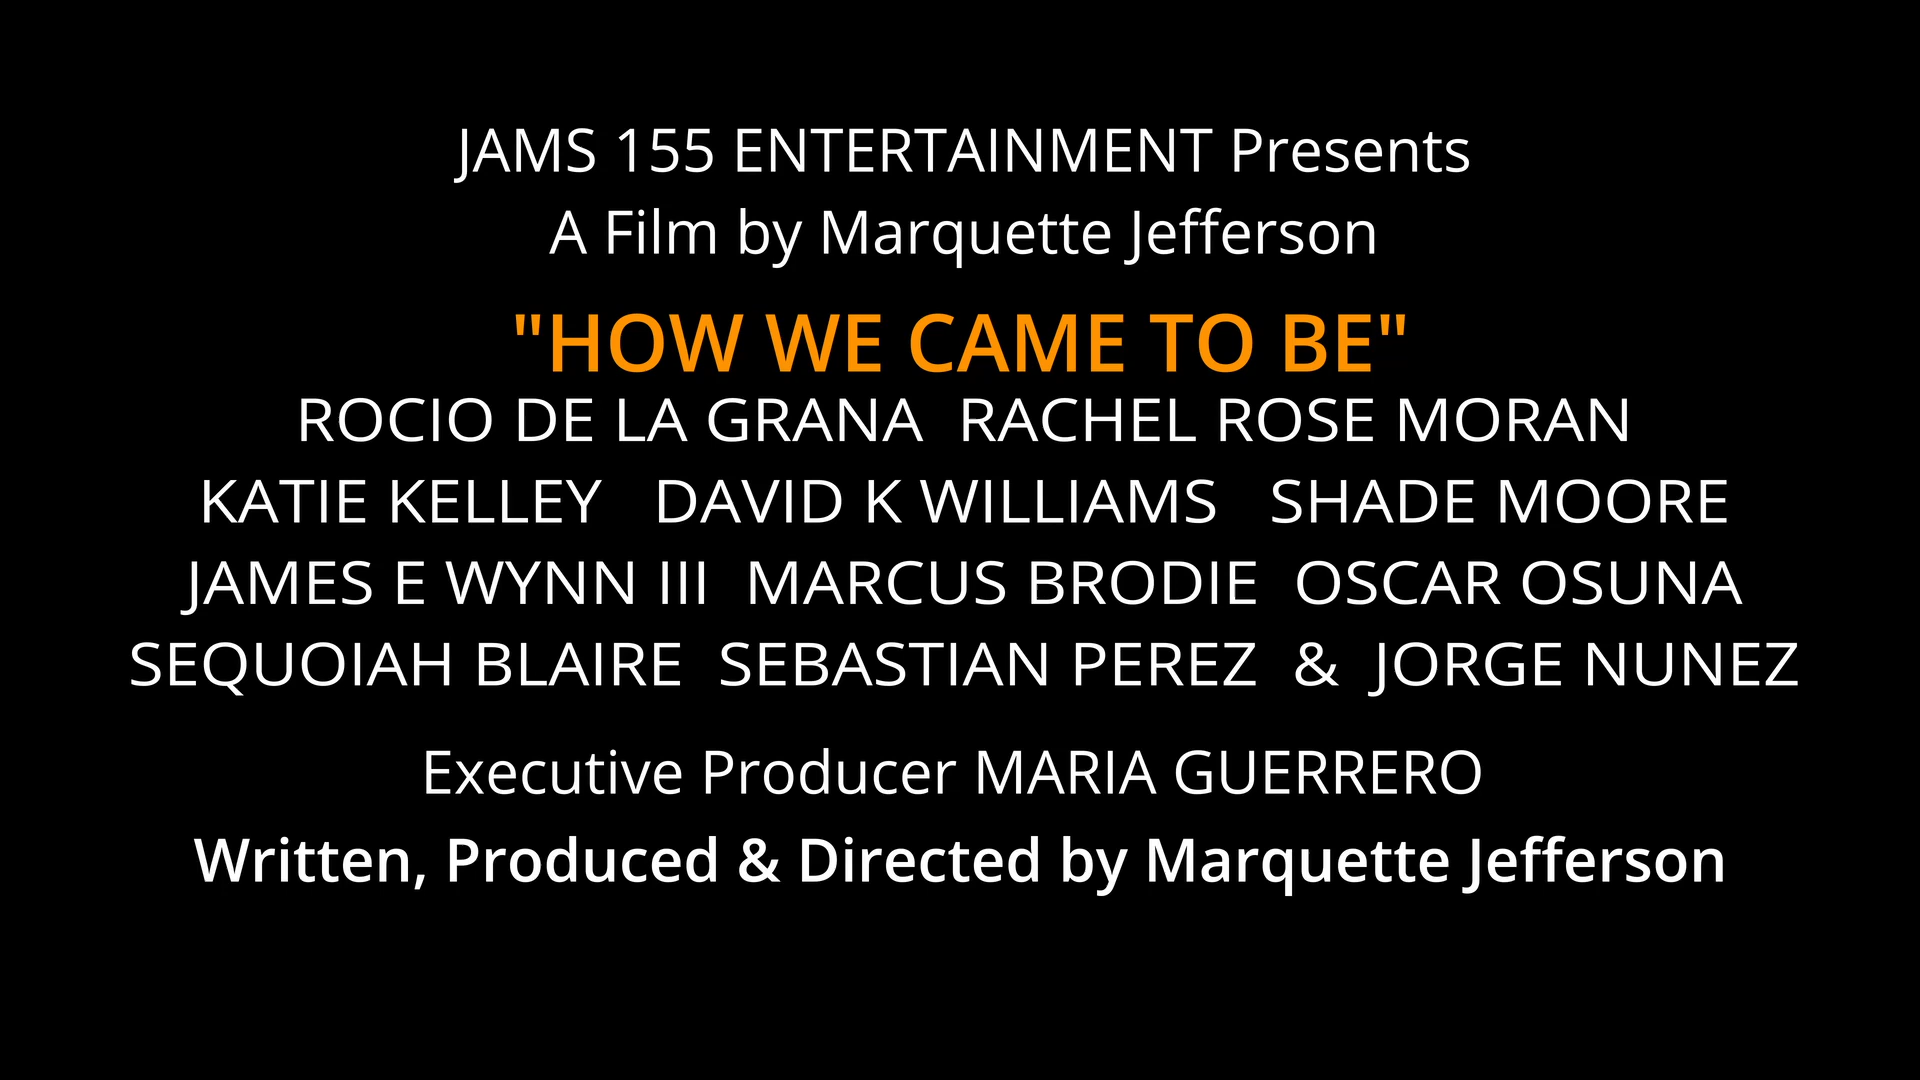 JAMS 155 ENTERTAINMENT Presents
A Film by Marquette Jefferson
"HOW WE CAME TO BE"
ROCIO DE LA GRANA  RACHEL ROSE MORAN
KATIE KELLEY   DAVID K WILLIAMS   SHADE MOORE
JAMES E WYNN III  MARCUS BRODIE  OSCAR OSUNA
SEQUOIAH BLAIRE  SEBASTIAN PEREZ  &  JORGE NUNEZ
Executive Producer MARIA GUERRERO
Written, Produced & Directed by Marquette Jefferson